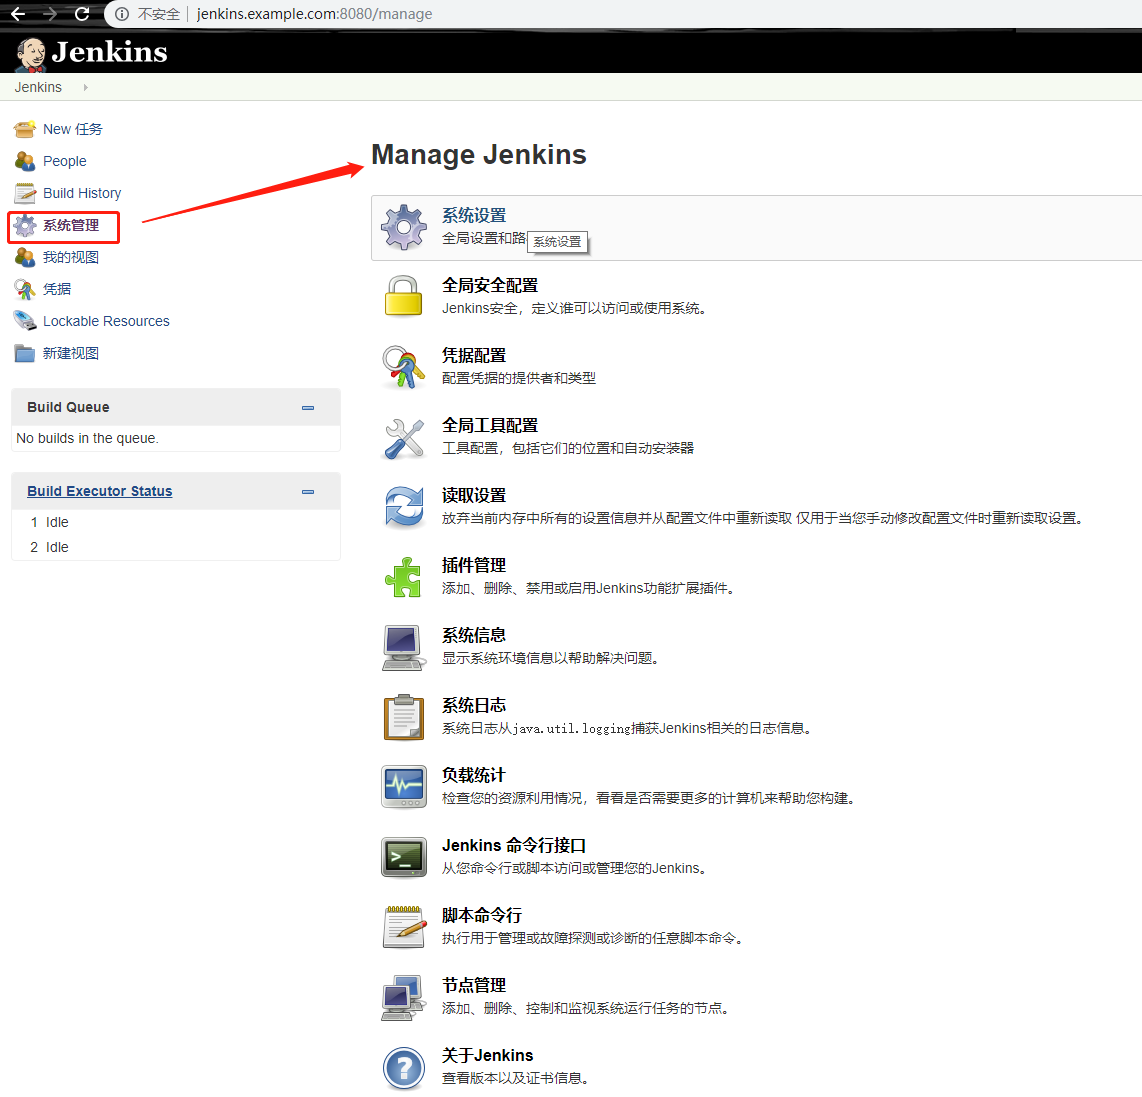 不安全 jenkins.example.com:8080/manage
Jenkins
Jenkins
New 任务
People
Build History
系统管理
我的视图
凭据
Lockable Resources
新建视图
Build Queue
No builds in the queue.
Build Executor Status
1 Idle
2 Idle
Manage Jenkins
系统设置
全局设置和路
系统设置
全局安全配置
Jenkins安全，定义谁可以访问或使用系统。
凭据配置
配置凭据的提供者和类型
全局工具配置
工具配置，包括它们的位置和自动安装器
读取设置
放弃当前内存中所有的设置信息并从配置文件中重新读取 仅用于当您手动修改配置文件时重新读取设置。
插件管理
添加、删除、禁用或启用Jenkins功能扩展插件。
系统信息
显示系统环境信息以帮助解决问题。
系统日志
系统日志从java.util.logging捕获Jenkins相关的日志信息。
负载统计
检查您的资源利用情况，看看是否需要更多的计算机来帮助您构建。
Jenkins 命令行接口
从您命令行或脚本访问或管理您的Jenkins。
脚本命令行
执行用于管理或故障探测或诊断的任意脚本命令。
节点管理
添加、删除、控制和监视系统运行任务的节点。
关于Jenkins
查看版本以及证书信息。